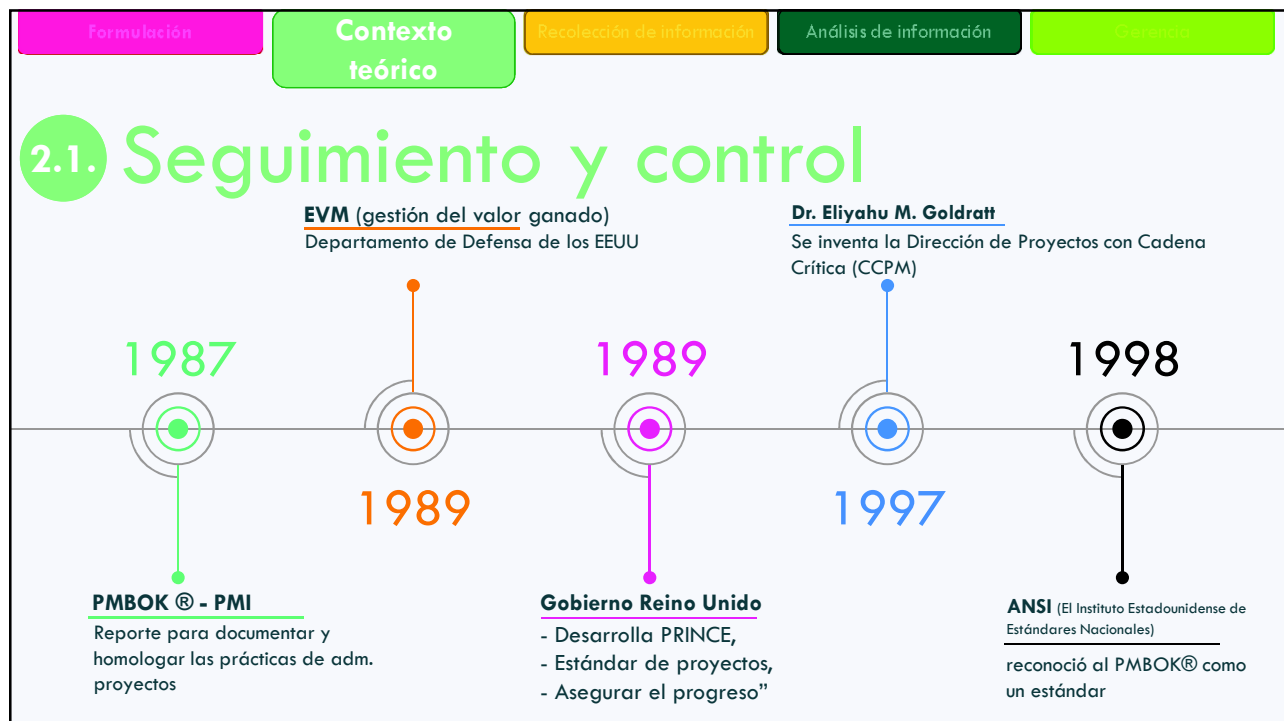 Formulación
Contexto
teórico
Recolección de información
Análisis de información
Gerencia
2.1. Seguimiento y control
EVM (gestión del valor ganado)
Departamento de Defensa de los EEUU
Dr. Eliyahu M. Goldratt
Se inventa la Dirección de Proyectos con Cadena
Crítica (CCPM)
1987
1989
1998
1989
1997
PMBOK ® - PMI
Reporte para documentar y
homologar las prácticas de adm.
proyectos
Gobierno Reino Unido
- Desarrolla PRINCE,
- Estándar de proyectos,
- Asegurar el progreso”
ANSI (El Instituto Estadounidense de
Estándares Nacionales)
reconoció al PMBOK® como
un estándar